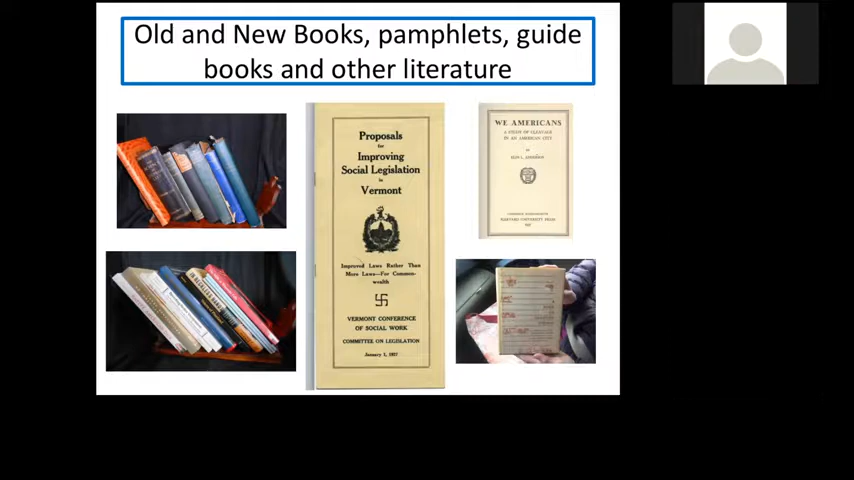 Old and New Books, pamphlets, guide
books and other literature
Proposals
for
Improving
Social Legislation
in
Vermont
Improved Laws Rather Than
More Laws—For Common-
wealth
VERMONT CONFERENCE
OF SOCIAL WORK
COMMITTEE ON LEGISLATION
January 1, 1937
WE AMERICANS
A STUDY OF CLEAVAGE
IN AN AMERICAN CITY
BY
ELIN L. ANDERSON
HARVARD UNIVERSITY PRESS
1937